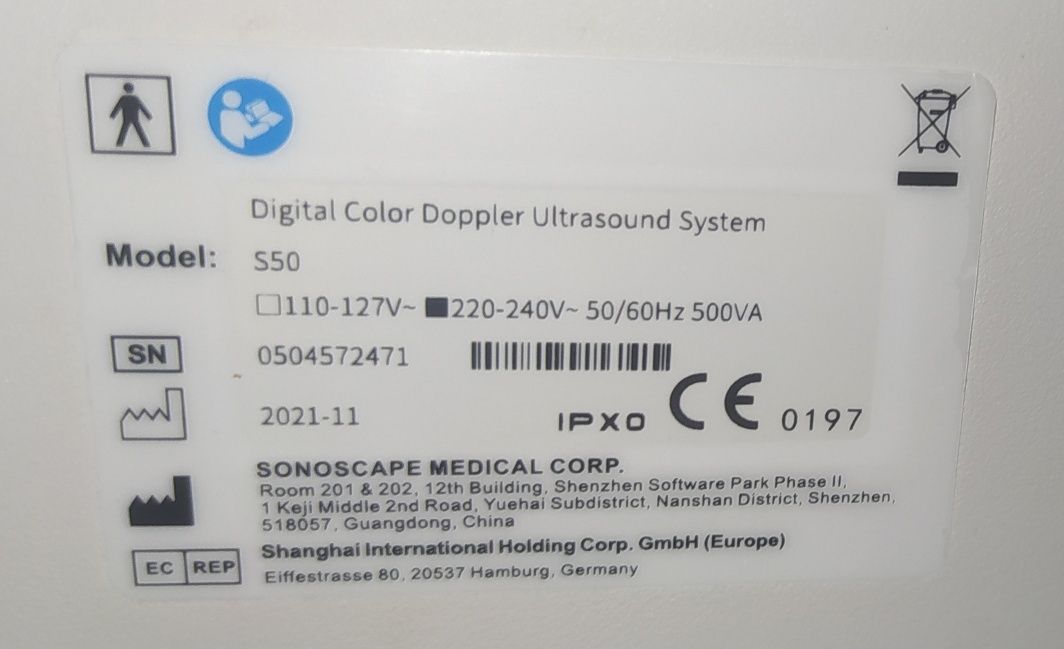 Digital Color Doppler Ultrasound System
Model: S50
110-127V~ 220-240V~ 50/60Hz 500VA
SN 0504572471
2021-11 IPX0 CE 0197
SONOSCAPE MEDICAL CORP.
Room 201 & 202, 12th Building, Shenzhen Software Park Phase II,
1 Keji Middle 2nd Road, Yuehai Subdistrict, Nanshan District, Shenzhen,
518057, Guangdong, China
Shanghai International Holding Corp. GmbH (Europe)
EC REP Eiffestrasse 80, 20537 Hamburg, Germany